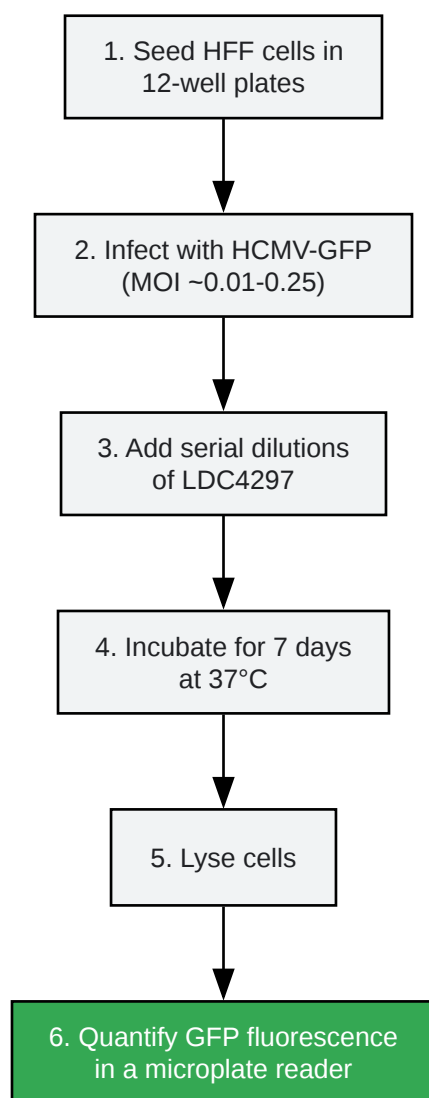 1. Seed HFF cells in
12-well plates
2. Infect with HCMV-GFP
(MOI ~0.01-0.25)
3. Add serial dilutions
of LDC4297
4. Incubate for 7 days
at 37°C
5. Lyse cells
6. Quantify GFP fluorescence
in a microplate reader